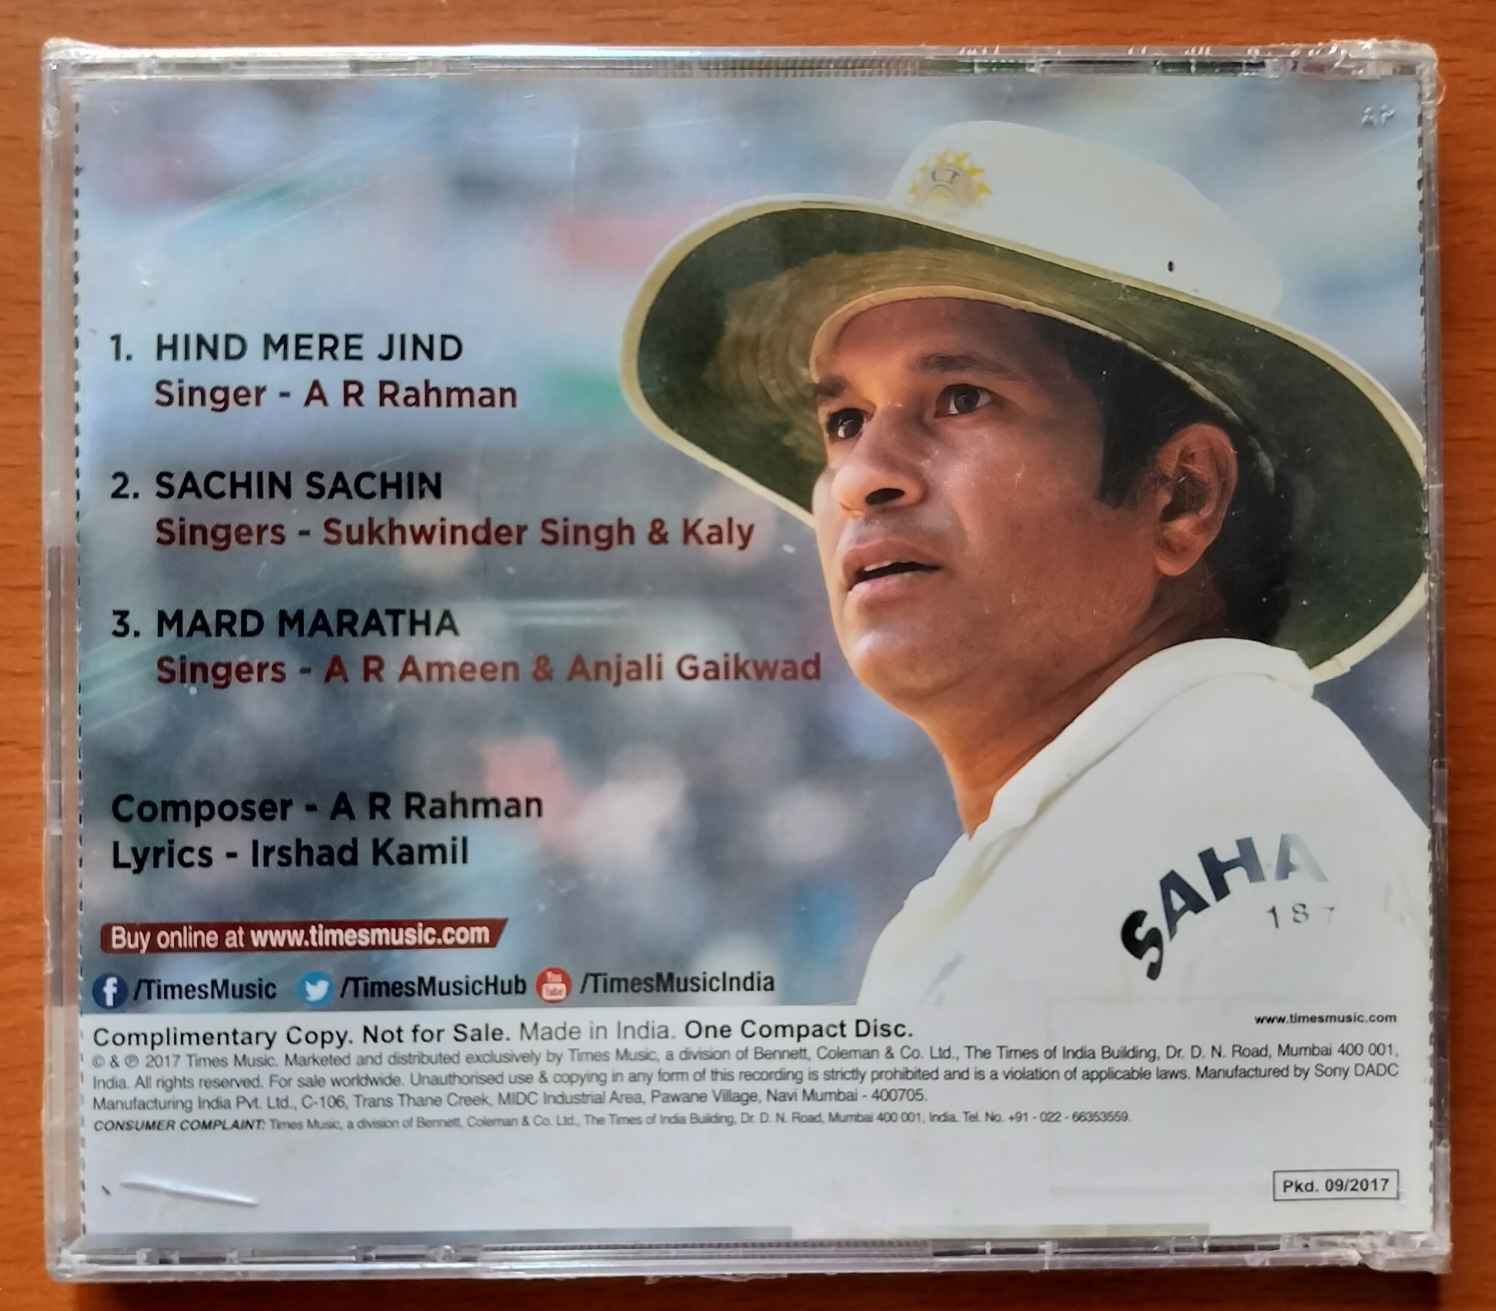 AP
1. HIND MERE JIND
Singer - A R Rahman
2. SACHIN SACHIN
Singers - Sukhwinder Singh & Kaly
3. MARD MARATHA
Singers - A R Ameen & Anjali Gaikwad
Composer - A R Rahman
Lyrics - Irshad Kamil
SAHA
187
Buy online at www.timesmusic.com
f /TimesMusic /TimesMusicHub You Tube /TimesMusicIndia
www.timesmusic.com
Complimentary Copy. Not for Sale. Made in India. One Compact Disc.
© & ℗ 2017 Times Music. Marketed and distributed exclusively by Times Music, a division of Bennett, Coleman & Co. Ltd., The Times of India Building, Dr. D. N. Road, Mumbai 400 001,
India. All rights reserved. For sale worldwide. Unauthorised use & copying in any form of this recording is strictly prohibited and is a violation of applicable laws. Manufactured by Sony DADC
Manufacturing India Pvt. Ltd., C-106, Trans Thane Creek, MIDC Industrial Area, Pawane Village, Navi Mumbai - 400705.
CONSUMER COMPLAINT: Times Music, a division of Bennett, Coleman & Co. Ltd., The Times of India Building, Dr. D. N. Road, Mumbai 400 001, India. Tel. No. +91 - 022 - 66353559.
Pkd. 09/2017